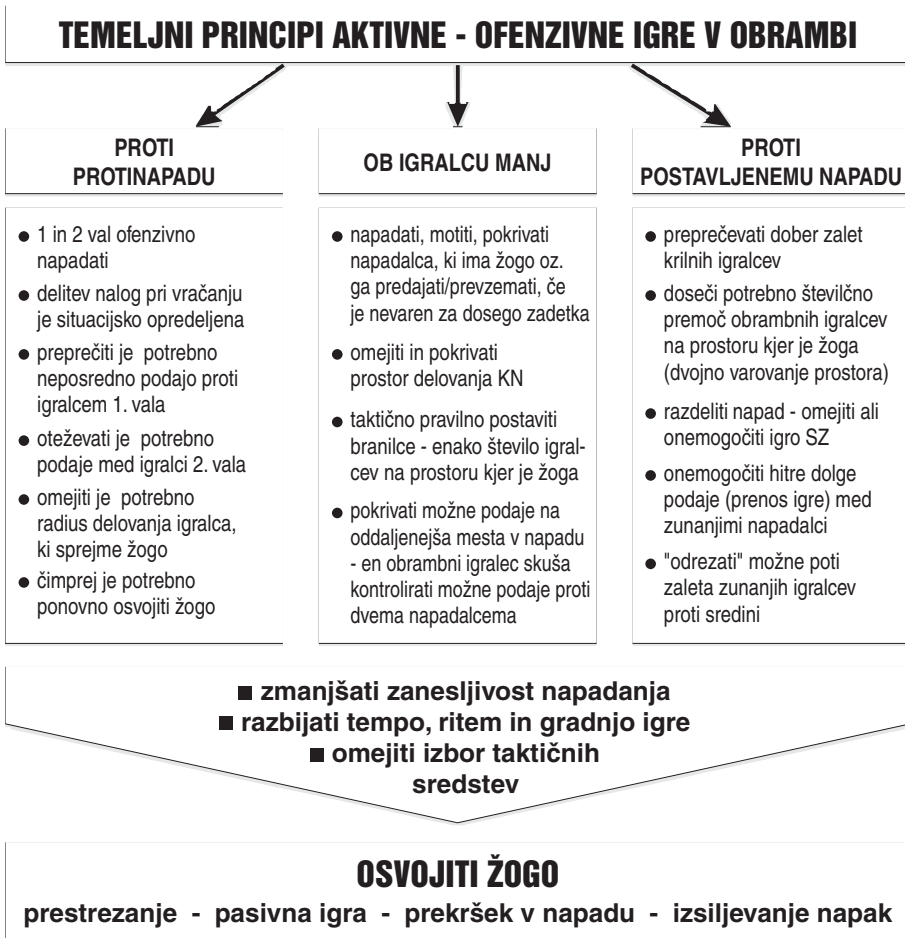 TEMELJNI PRINCIPI AKTIVNE - OFENZIVNE IGRE V OBRAMBI
PROTI
PROTINAPADU
● 1 in 2 val ofenzivno
napadati
● delitev nalog pri vračanju
je situacijsko opredeljena
● preprečiti je potrebno
neposredno podajo proti
igralcem 1. vala
● oteževati je potrebno
podaje med igralci 2. vala
● omejiti je potrebno
radius delovanja igralca,
ki sprejme žogo
● čimprej je potrebno
ponovno osvojiti žogo
OB IGRALCU MANJ
● napadati, motiti, pokrivati
napadalca, ki ima žogo oz.
ga predajati/prevzemati, če
je nevaren za dosego zadetka
● omejiti in pokrivati
prostor delovanja KN
● taktično pravilno postaviti
branilce - enako število igral-
cev na prostoru kjer je žoga
● pokrivati možne podaje na
oddaljenejša mesta v napadu
- en obrambni igralec skuša
kontrolirati možne podaje proti
dvema napadalcema
PROTI
POSTAVLJENEMU NAPADU
● preprečevati dober zalet
krilnih igralcev
● doseči potrebno številčno
premoč obrambnih igralcev
na prostoru kjer je žoga
(dvojno varovanje prostora)
● razdeliti napad - omejiti ali
onemogočiti igro SZ
● onemogočiti hitre dolge
podaje (prenos igre) med
zunanjimi napadalci
● "odrezati" možne poti
zaleta zunanjih igralcev
proti sredini
■ zmanjšati zanesljivost napadanja
■ razbijati tempo, ritem in gradnjo igre
■ omejiti izbor taktičnih
sredstev
OSVOJITI ŽOGO
prestrezanje - pasivna igra - prekršek v napadu - izsiljevanje napak